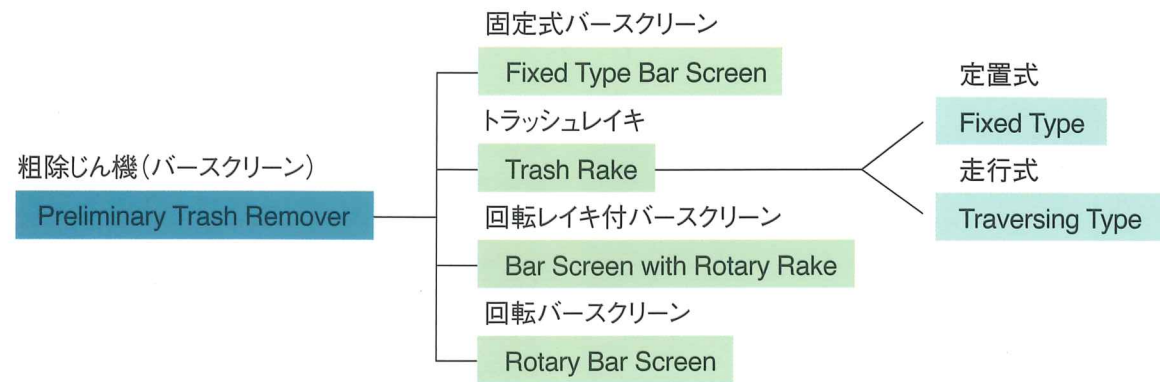 粗除じん機（バースクリーン）
Preliminary Trash Remover
固定式バースクリーン
Fixed Type Bar Screen
トラッシュレイキ
Trash Rake
定置式
Fixed Type
走行式
Traversing Type
回転レイキ付バースクリーン
Bar Screen with Rotary Rake
回転バースクリーン
Rotary Bar Screen